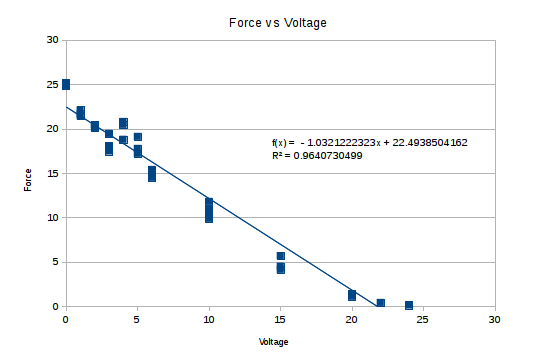 Force vs Voltage
30
25
20
15
10
5
0
f(x) = - 1.0321222323x + 22.4938504162
R² = 0.9640730499
Force
0 5 10 15 20 25 30
Voltage